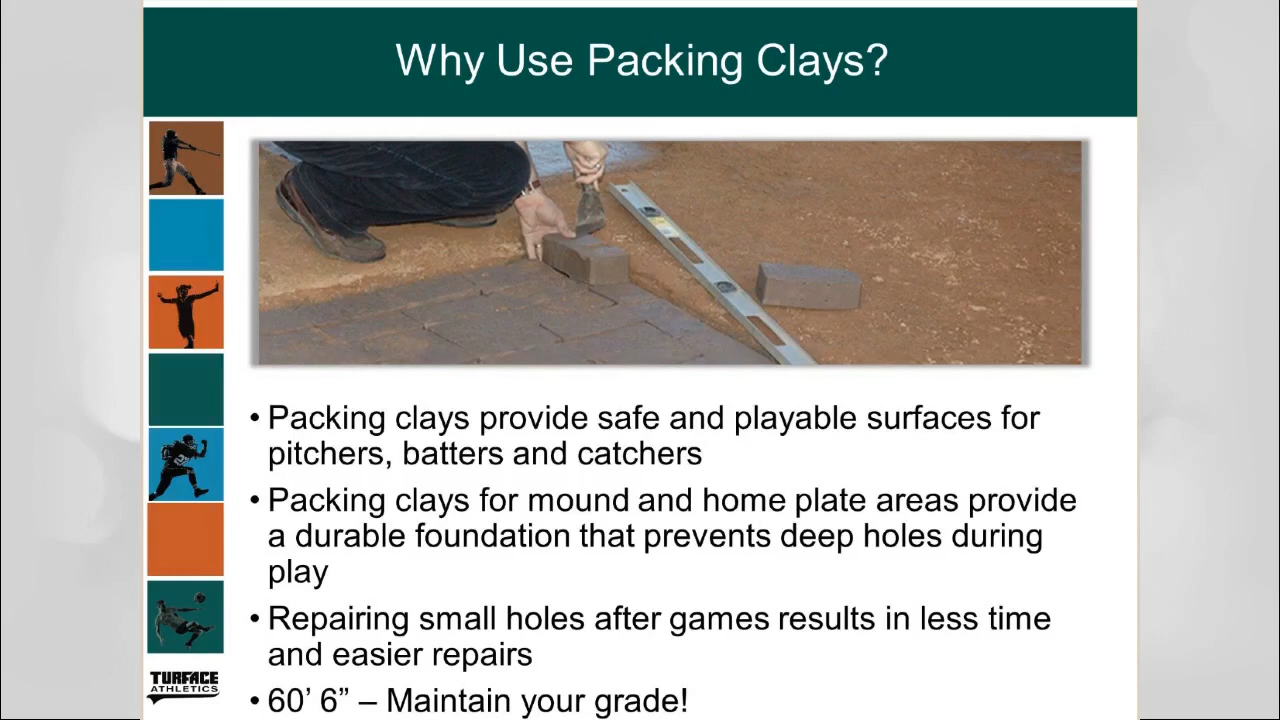 Why Use Packing Clays?
• Packing clays provide safe and playable surfaces for
pitchers, batters and catchers
• Packing clays for mound and home plate areas provide
a durable foundation that prevents deep holes during
play
• Repairing small holes after games results in less time
and easier repairs
TURFACE
ATHLETICS
• 60’ 6” – Maintain your grade!